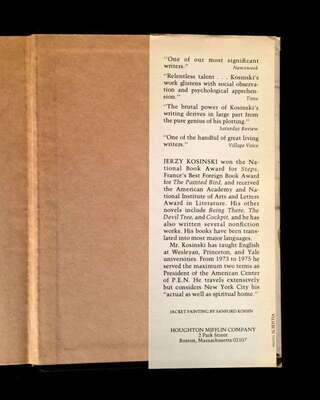 "One of our most significant
writers."
Newsweek
"Relentless talent . . . Kosinski's
work glistens with social observa-
tion and psychological apprehen-
sion."
Time
"The brutal power of Kosinski's
writing derives in large part from
the pure genius of his plotting."
Saturday Review
"One of the handful of great living
writers."
Village Voice
JERZY KOSINSKI won the Na-
tional Book Award for Steps,
France's Best Foreign Book Award
for The Painted Bird, and received
the American Academy and Na-
tional Institute of Arts and Letters
Award in Literature. His other
novels include Being There, The
Devil Tree, and Cockpit, and he has
also written several nonfiction
works. His books have been trans-
lated into most major languages.
Mr. Kosinski has taught English
at Wesleyan, Princeton, and Yale
universities. From 1973 to 1975 he
served the maximum two terms as
President of the American Center
of P.E.N. He travels extensively
but considers New York City his
"actual as well as spiritual home."
JACKET PAINTING BY SANFORD KOSSIN
HOUGHTON MIFFLIN COMPANY
2 Park Street
Boston, Massachusetts 02107